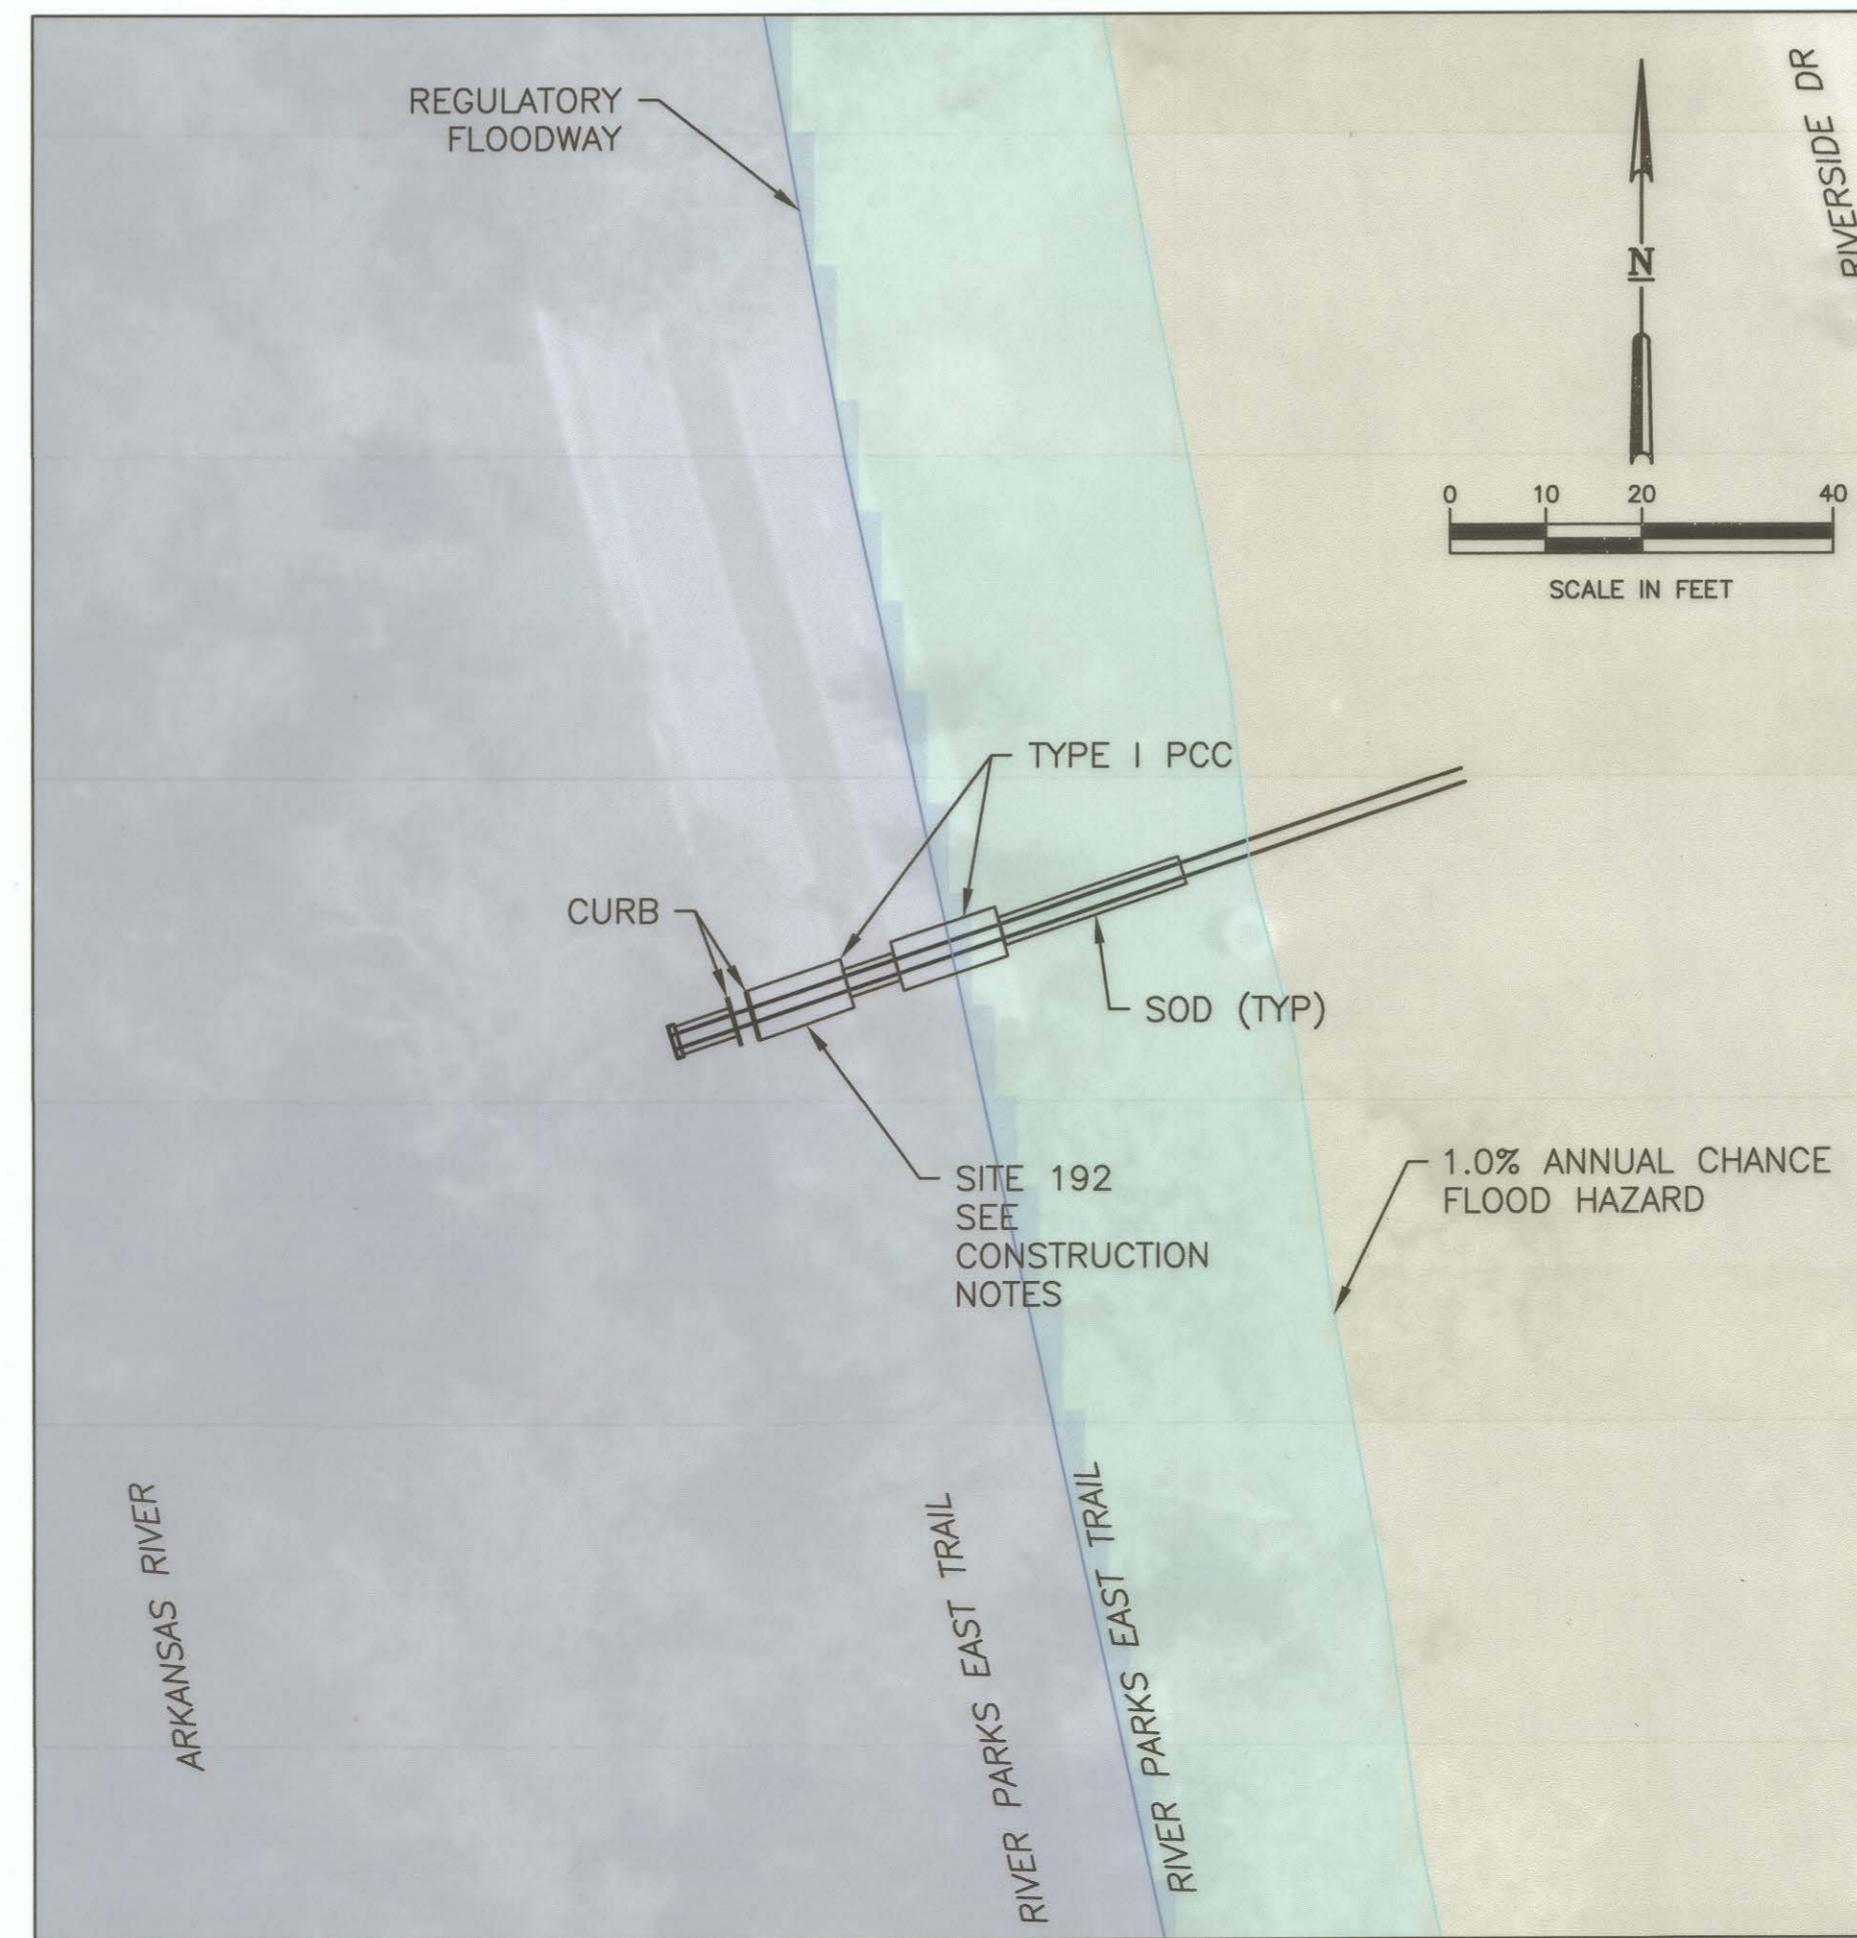 REGULATORY
FLOODWAY
RIVERSIDE DR
N
0 10 20 40
SCALE IN FEET
TYPE I PCC
CURB
SOD (TYP)
SITE 192
SEE
CONSTRUCTION
NOTES
1.0% ANNUAL CHANCE
FLOOD HAZARD
ARKANSAS RIVER
RIVER PARKS EAST TRAIL
RIVER PARKS EAST TRAIL